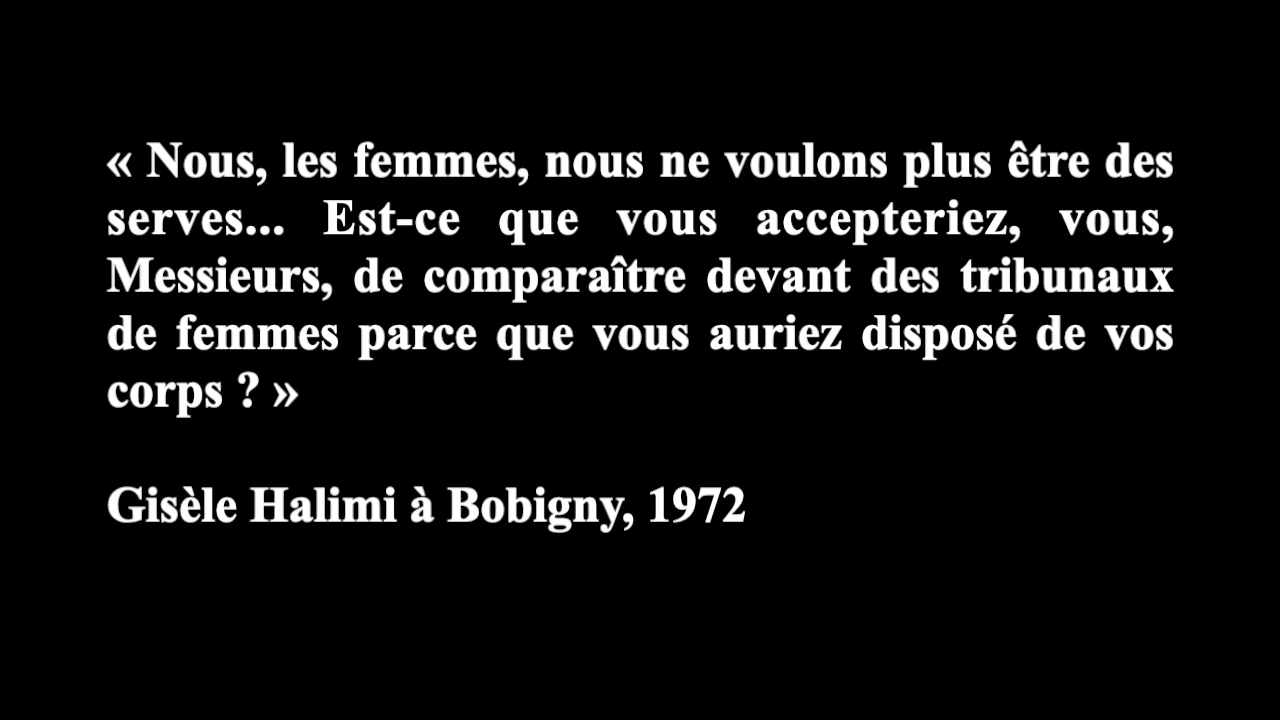 « Nous, les femmes, nous ne voulons plus être des
serves... Est-ce que vous accepteriez, vous,
Messieurs, de comparaître devant des tribunaux
de femmes parce que vous auriez disposé de vos
corps ? »
Gisèle Halimi à Bobigny, 1972